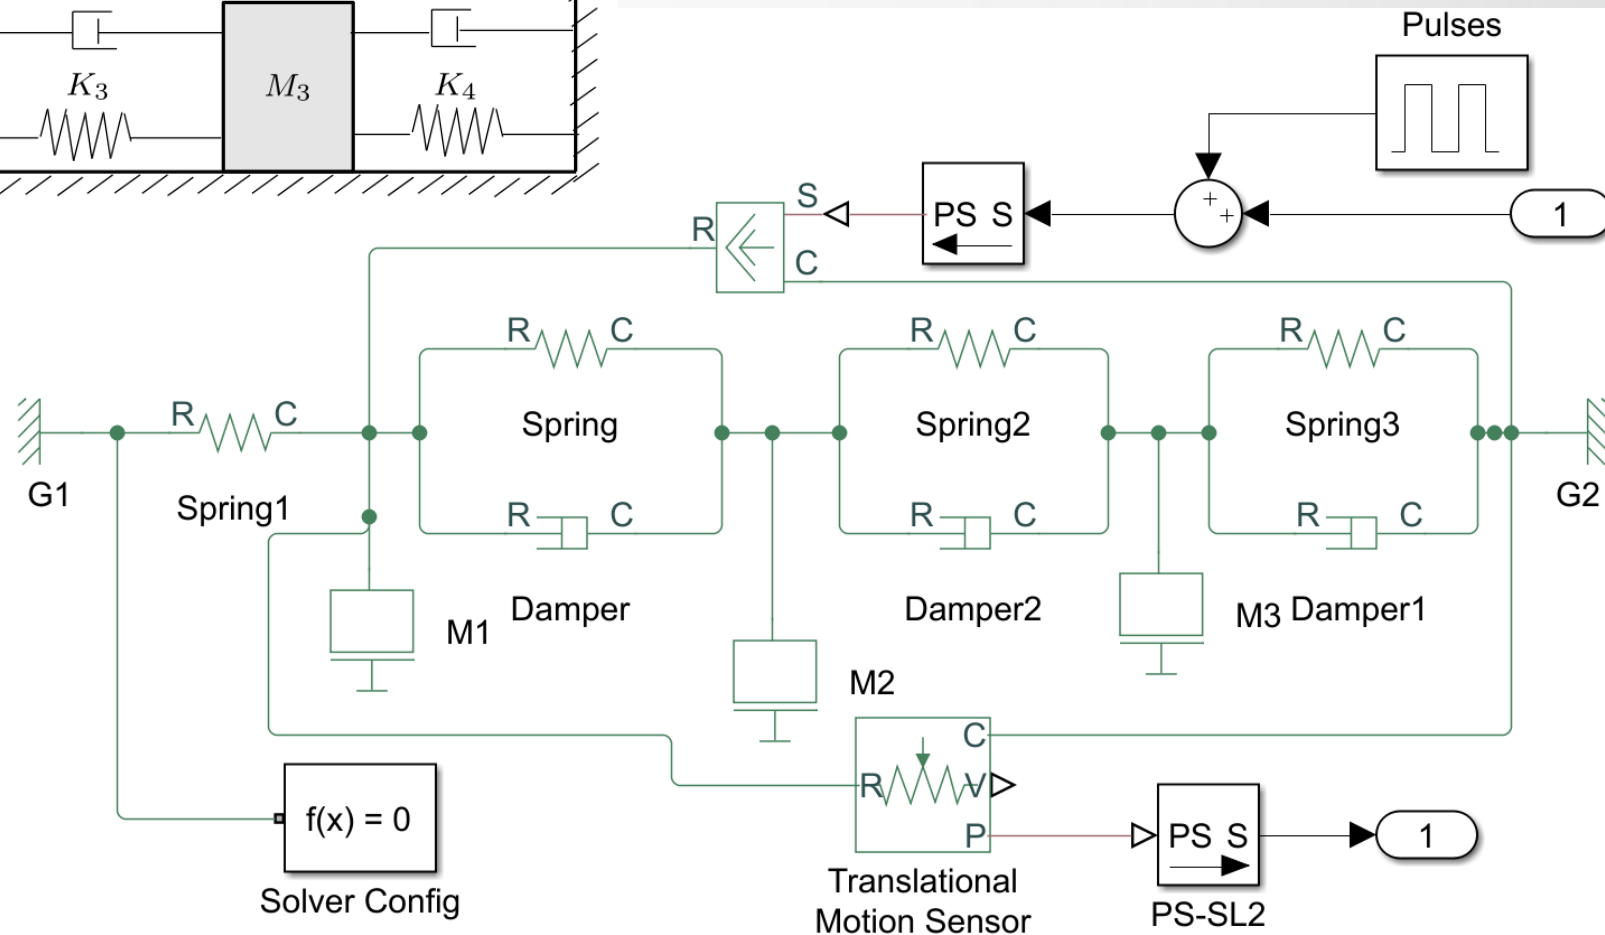 Pulses
K3
M3
K4
S
PS S
+
+
1
R
C
R C
R C
R C
R C
Spring
Spring2
Spring3
G1
G2
Spring1
R C
R C
R C
M1
Damper
Damper2
M3
Damper1
M2
C
R
V
P
f(x) = 0
PS S
1
Solver Config
Translational
Motion Sensor
PS-SL2